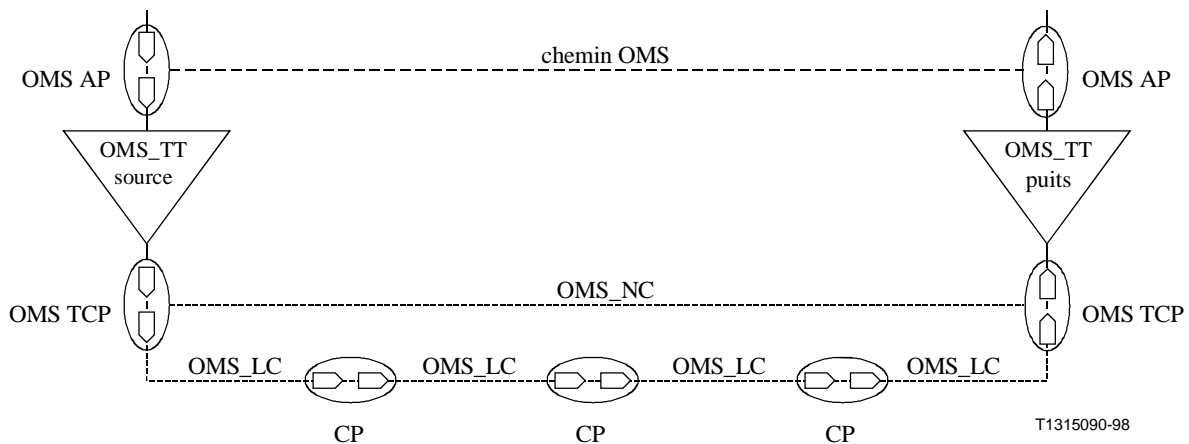 chemin OMS
OMS AP
OMS AP
OMS_TT
source
OMS_TT
puits
OMS_NC
OMS TCP
OMS TCP
OMS_LC
OMS_LC
OMS_LC
OMS_LC
CP
CP
CP
T1315090-98